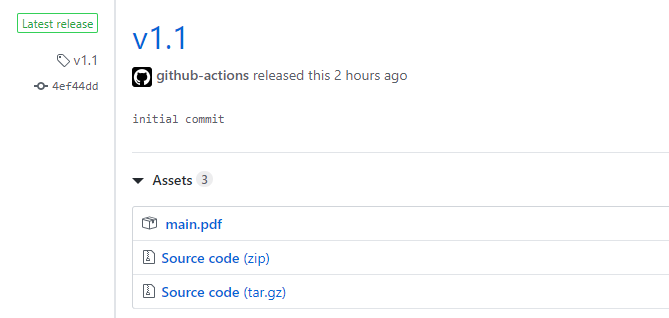 Latest release
v1.1
4ef44dd
v1.1
github-actions released this 2 hours ago
initial commit
Assets 3
main.pdf
Source code (zip)
Source code (tar.gz)